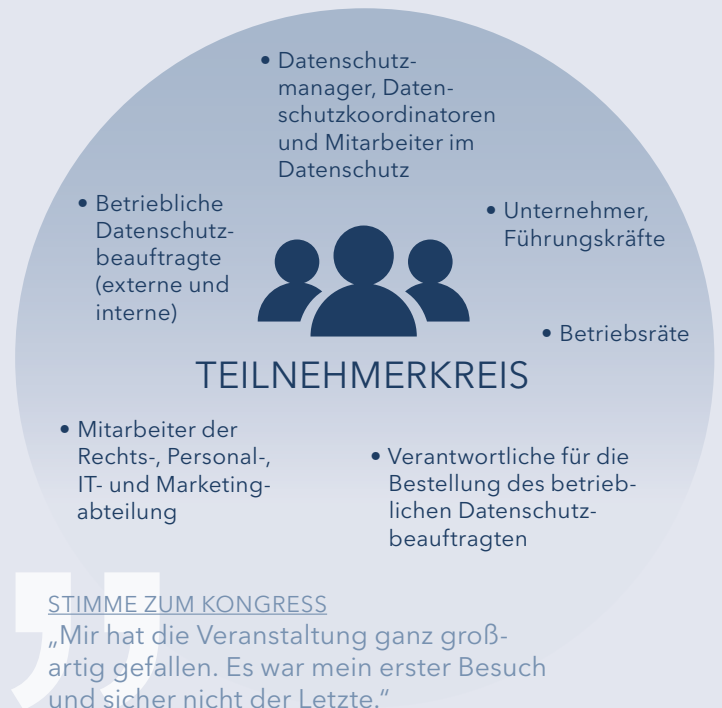 • Datenschutz-
manager, Daten-
schutzkoordinatoren
und Mitarbeiter im
Datenschutz
• Betriebliche
Datenschutz-
beauftragte
(externe und
interne)
• Unternehmer,
Führungskräfte
• Betriebsräte
TEILNEHMERKREIS
• Mitarbeiter der
Rechts-, Personal-,
IT- und Marketing-
abteilung
• Verantwortliche für die
Bestellung des betrieb-
lichen Datenschutz-
beauftragten
STIMME ZUM KONGRESS
„Mir hat die Veranstaltung ganz groß-
artig gefallen. Es war mein erster Besuch
und sicher nicht der Letzte.“